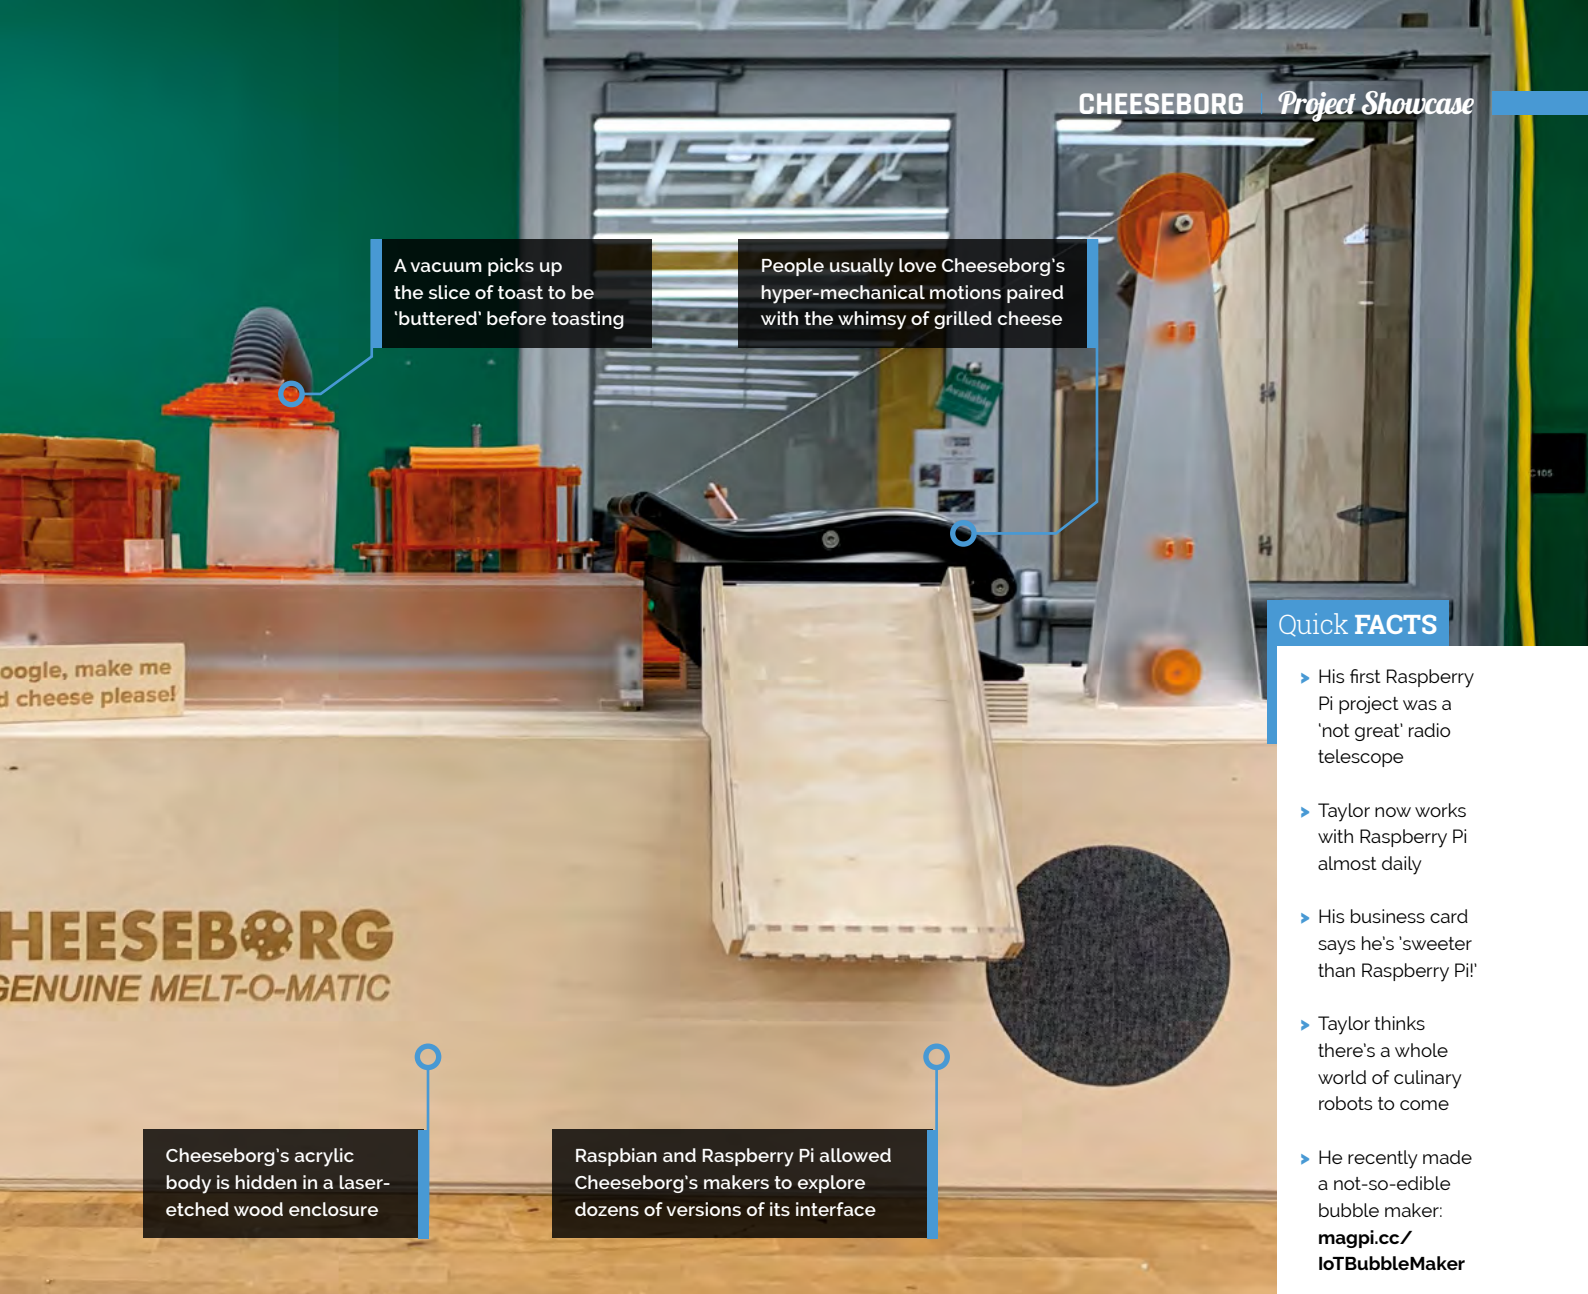 CHEESEBORG Project Showcase
A vacuum picks up
the slice of toast to be
‘buttered’ before toasting
People usually love Cheeseborg’s
hyper-mechanical motions paired
with the whimsy of grilled cheese
Cluster
Available
C105
oogle, make me
d cheese please!
HEESEBORG
GENUINE MELT-O-MATIC
Cheeseborg’s acrylic
body is hidden in a laser-
etched wood enclosure
Raspbian and Raspberry Pi allowed
Cheeseborg’s makers to explore
dozens of versions of its interface
Quick FACTS
> His first Raspberry
Pi project was a
‘not great’ radio
telescope
> Taylor now works
with Raspberry Pi
almost daily
> His business card
says he’s ‘sweeter
than Raspberry Pi!’
> Taylor thinks
there’s a whole
world of culinary
robots to come
> He recently made
a not-so-edible
bubble maker:
magpi.cc/
IoTBubbleMaker